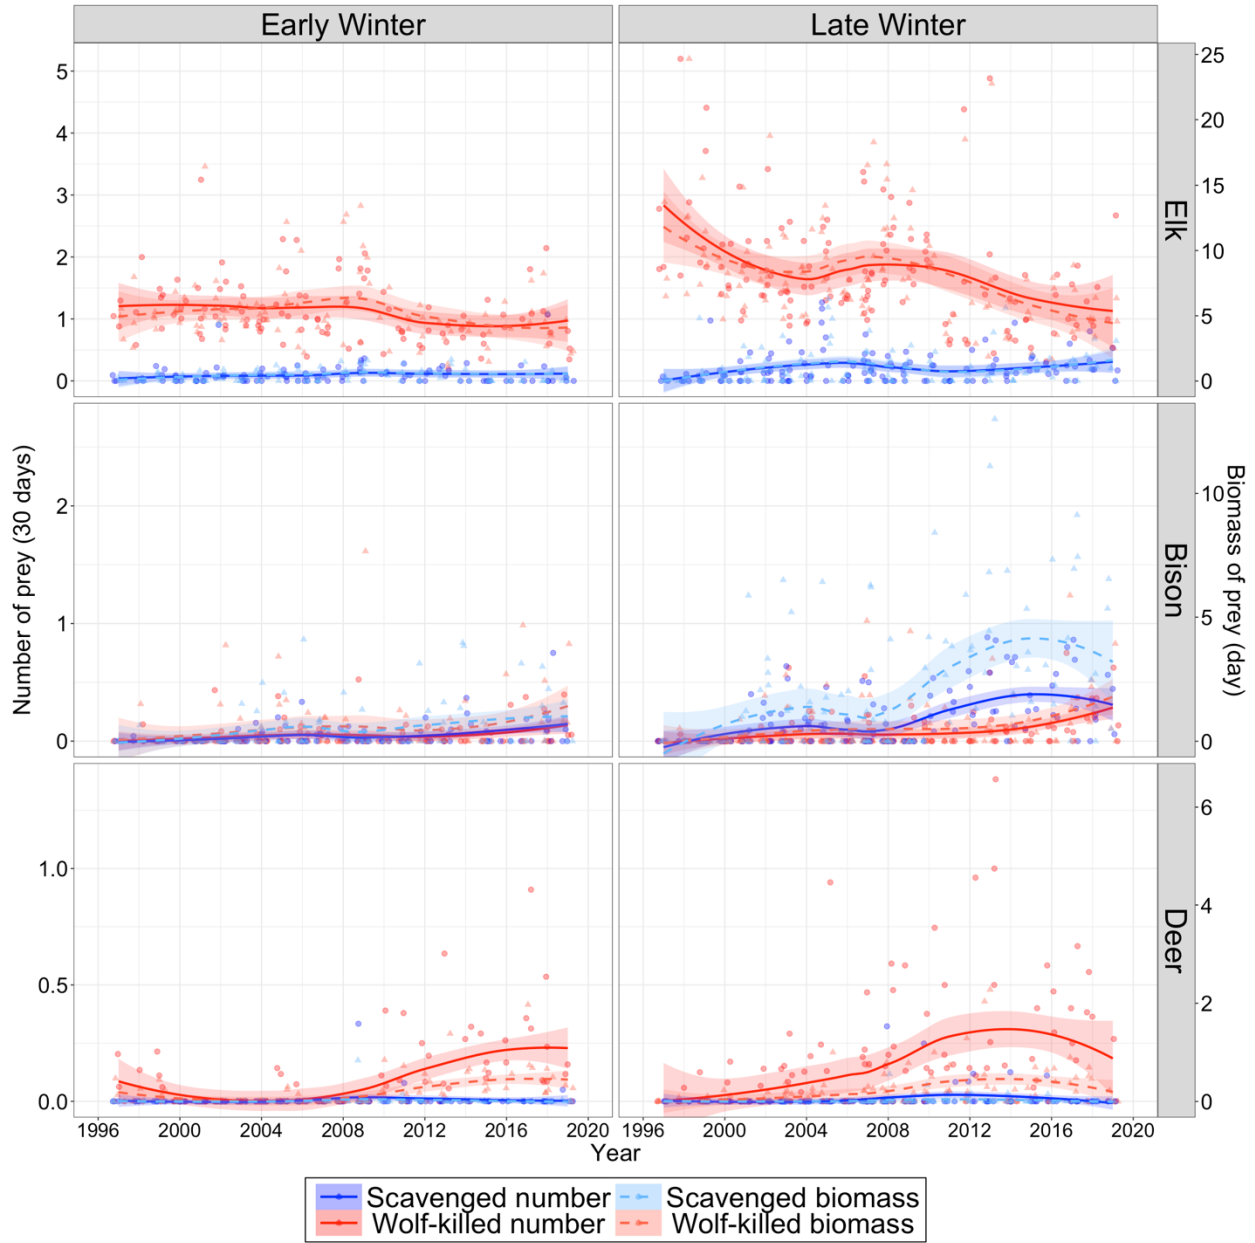 Early Winter
Late Winter
5
4
3
2
1
0
25
20
15
10
5
0
Elk
2
1
0
10
5
0
Bison
1.0
0.5
0.0
6
4
2
0
Deer
Number of prey (30 days)
Biomass of prey (day)
1996 2000 2004 2008 2012 2016 2020
1996 2000 2004 2008 2012 2016 2020
Year
Scavenged number
Scavenged biomass
Wolf-killed number
Wolf-killed biomass